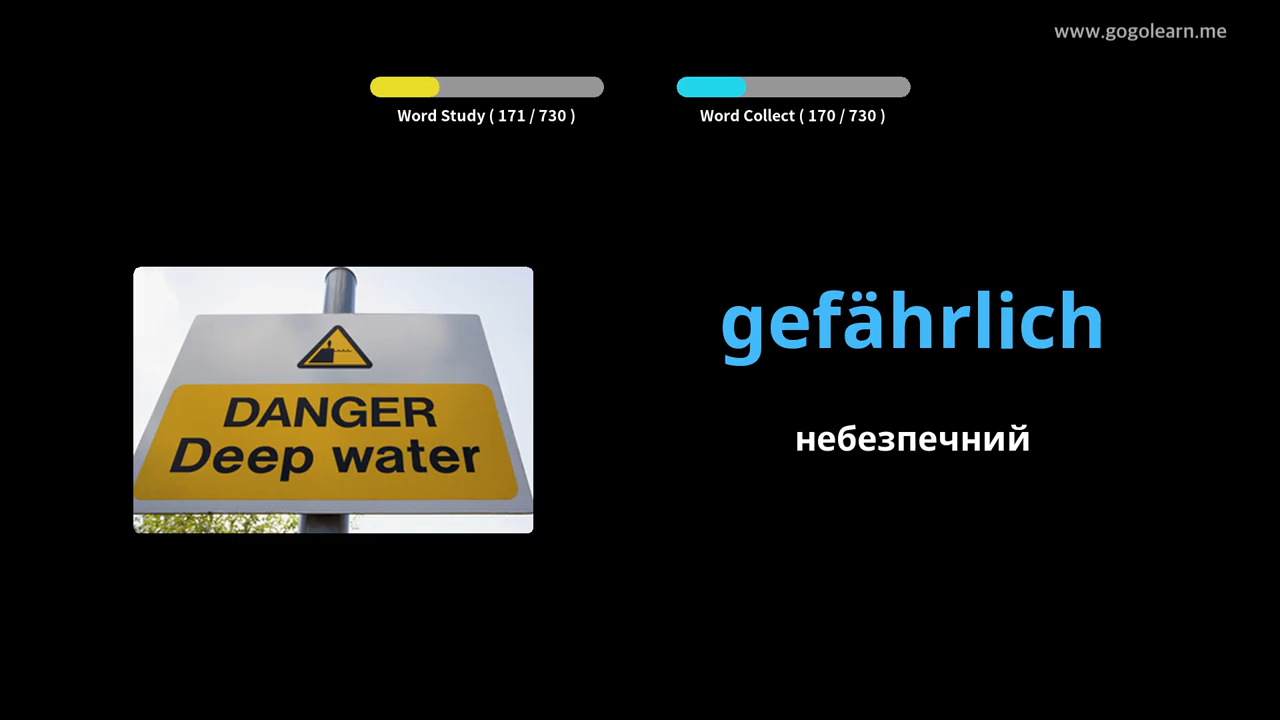 www.gogolearn.me
Word Study ( 171 / 730 )
Word Collect ( 170 / 730 )
DANGER
Deep water
gefährlich
небезпечний